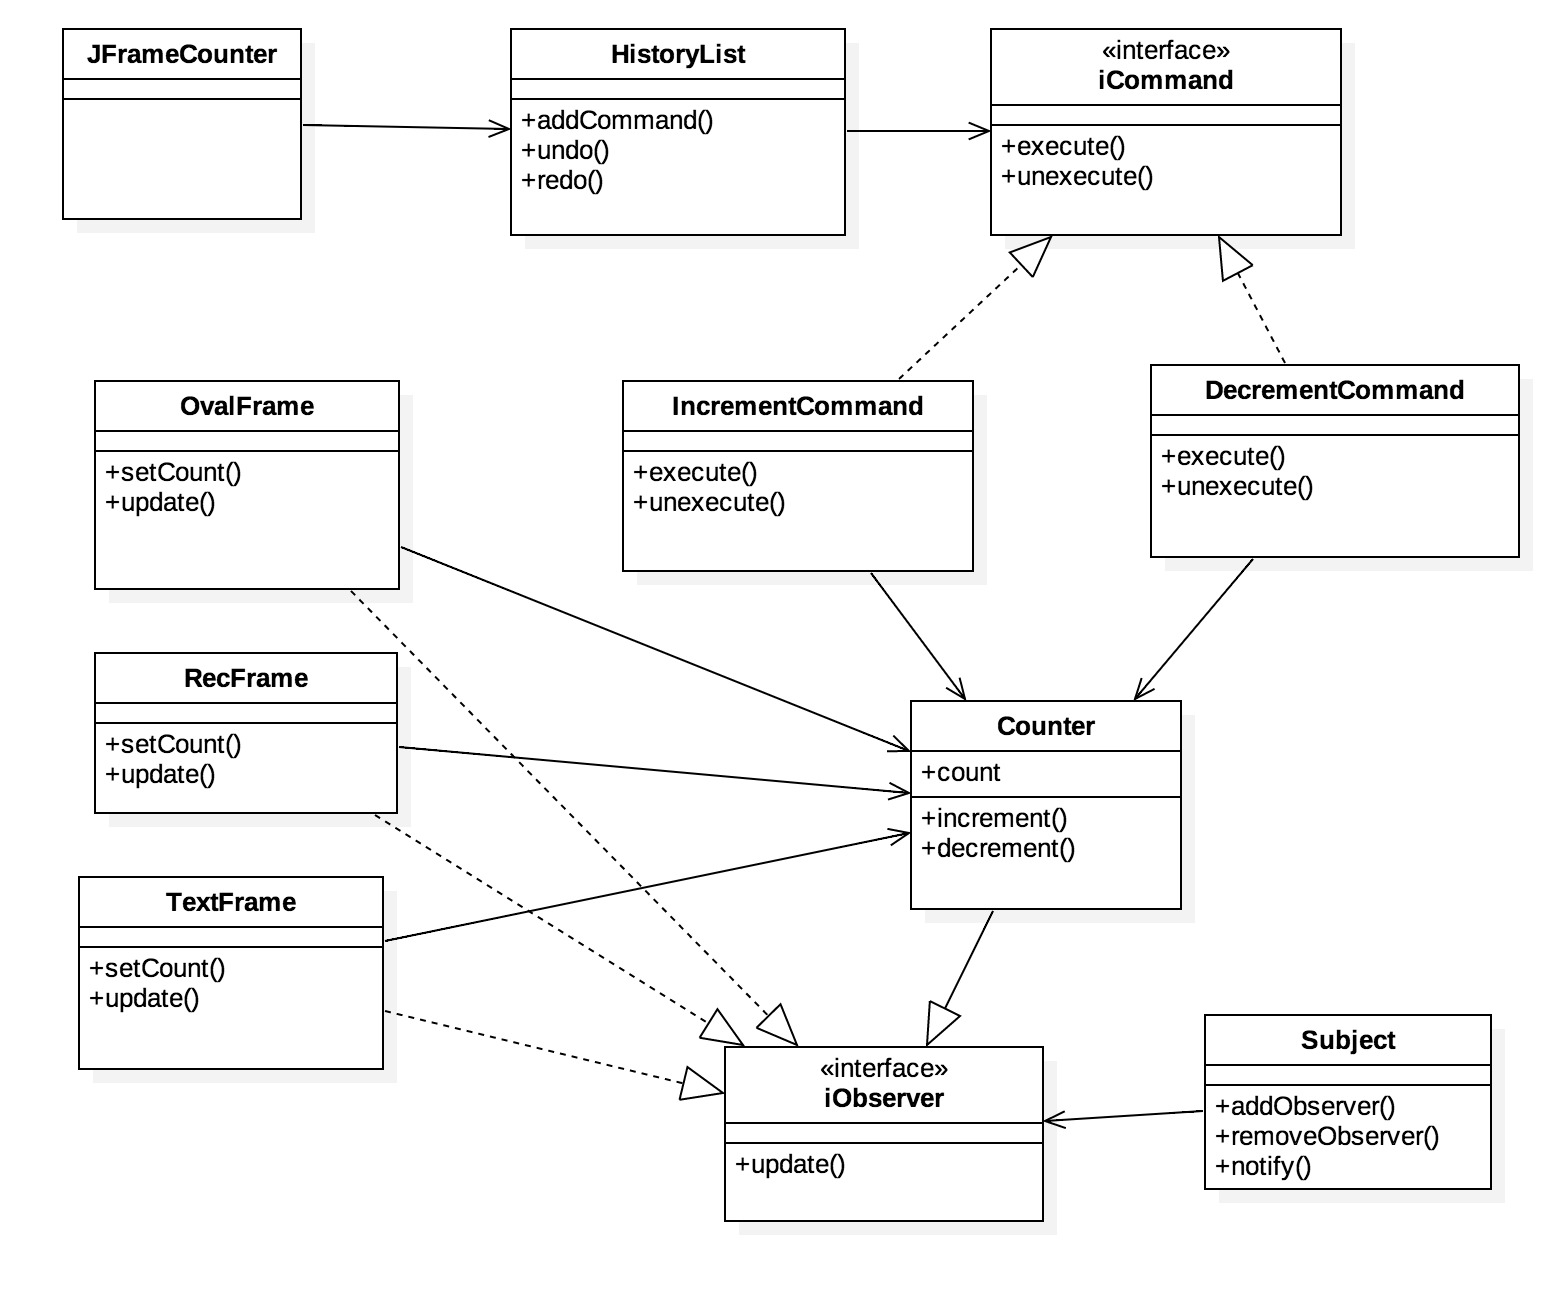 JFrameCounter
HistoryList
+addCommand()
+undo()
+redo()
«interface»
iCommand
+execute()
+unexecute()
OvalFrame
+setCount()
+update()
IncrementCommand
+execute()
+unexecute()
DecrementCommand
+execute()
+unexecute()
RecFrame
+setCount()
+update()
Counter
+count
+increment()
+decrement()
TextFrame
+setCount()
+update()
«interface»
iObserver
+update()
Subject
+addObserver()
+removeObserver()
+notify()